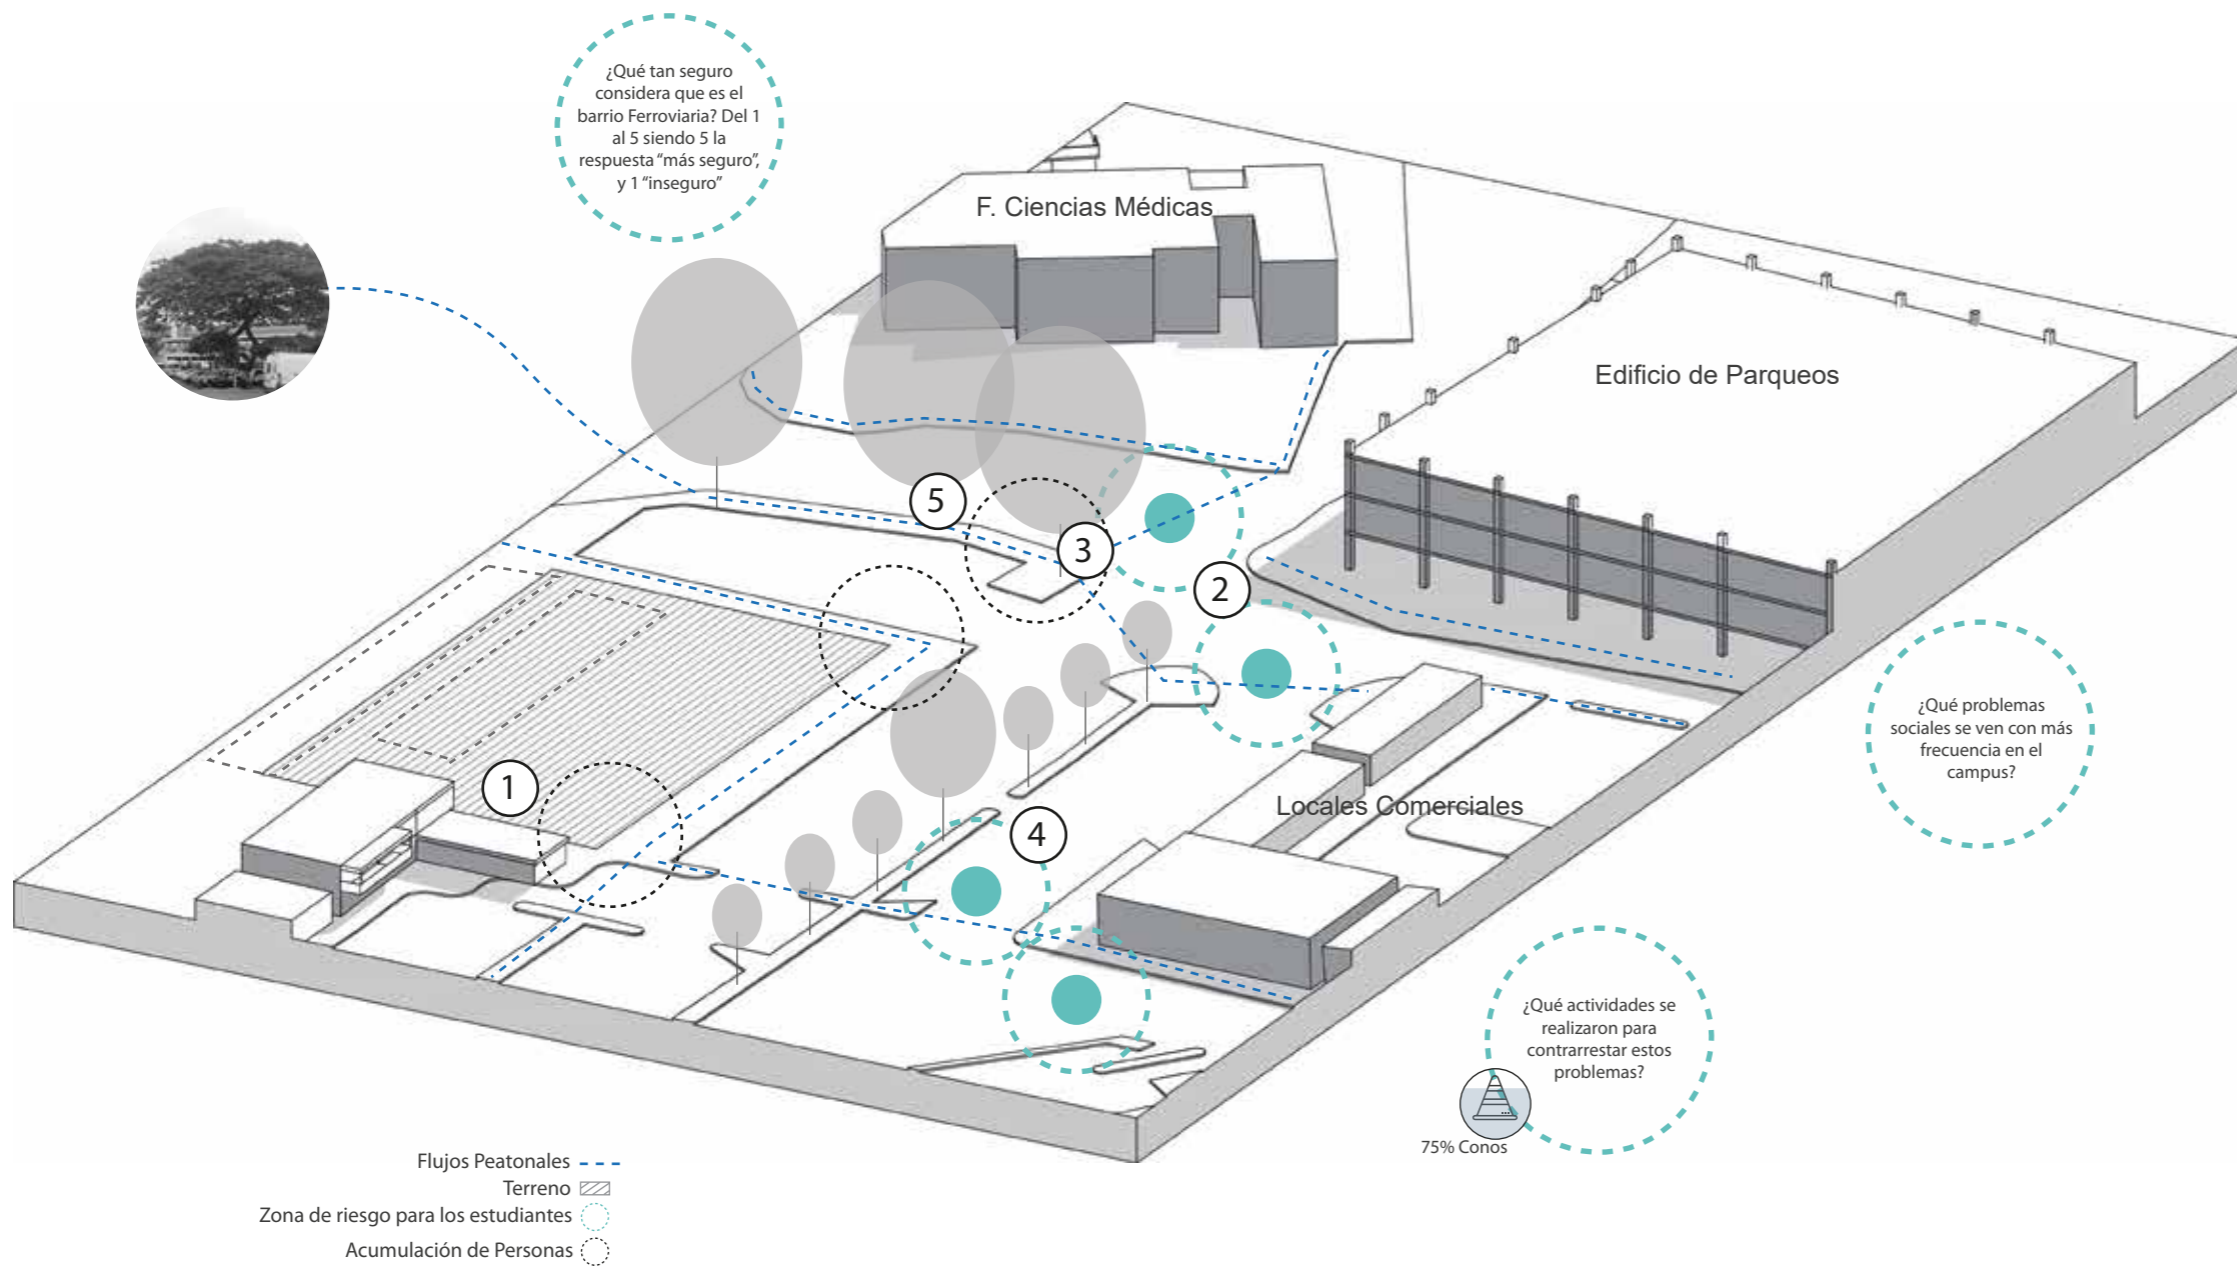 ¿Qué tan seguro
considera que es el
barrio Ferroviaria? Del 1
al 5 siendo 5 la
respuesta “más seguro”,
y 1 “inseguro”
F. Ciencias Médicas
Edificio de Parqueos
5
3
2
1
4
Locales Comerciales
¿Qué problemas
sociales se ven con más
frecuencia en el
campus?
¿Qué actividades se
realizaron para
contrarrestar estos
problemas?
75% Conos
Flujos Peatonales
Terreno
Zona de riesgo para los estudiantes
Acumulación de Personas